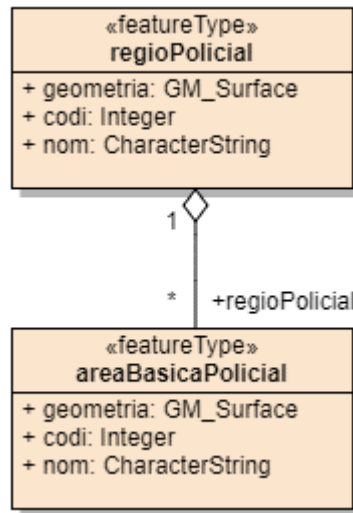 «featureType»
regioPolicial
+ geometria: GM_Surface
+ codi: Integer
+ nom: CharacterString
1
* +regioPolicial
«featureType»
areaBasicaPolicial
+ geometria: GM_Surface
+ codi: Integer
+ nom: CharacterString